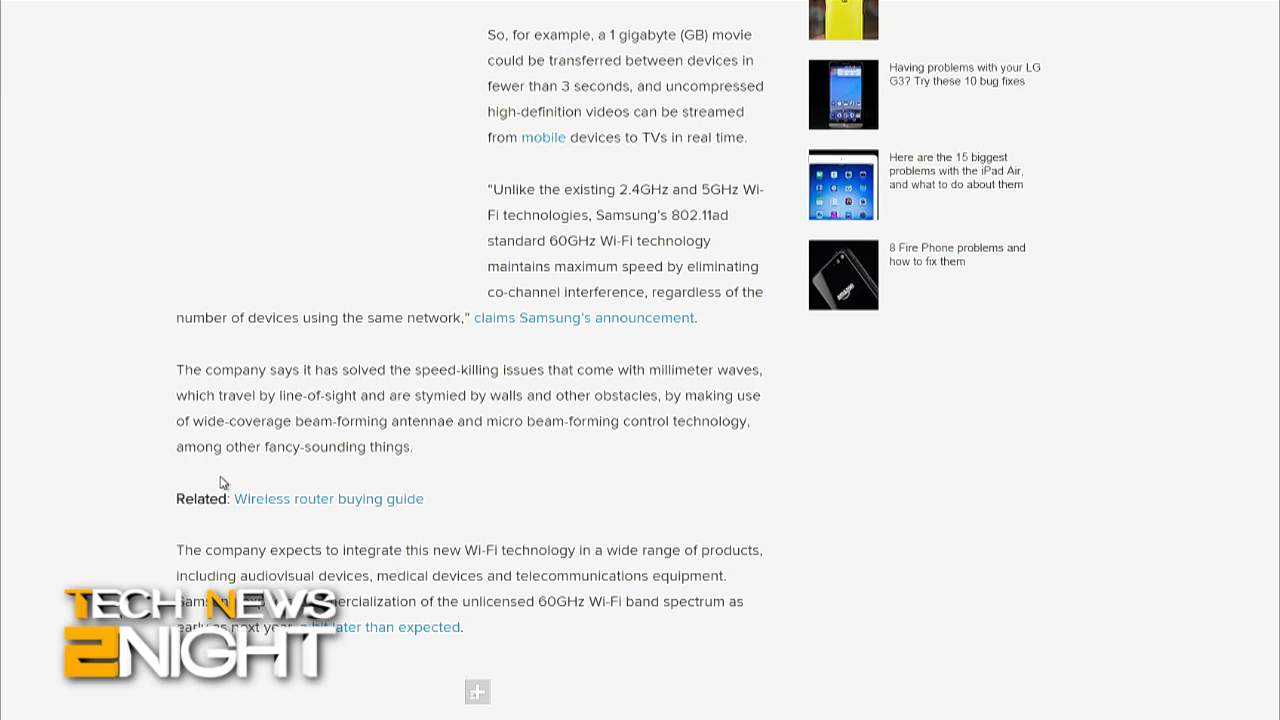 So, for example, a 1 gigabyte (GB) movie
could be transferred between devices in
fewer than 3 seconds, and uncompressed
high-definition videos can be streamed
from mobile devices to TVs in real time.
“Unlike the existing 2.4GHz and 5GHz Wi-
Fi technologies, Samsung’s 802.11ad
standard 60GHz Wi-Fi technology
maintains maximum speed by eliminating
co-channel interference, regardless of the
number of devices using the same network,” claims Samsung’s announcement.
The company says it has solved the speed-killing issues that come with millimeter waves,
which travel by line-of-sight and are stymied by walls and other obstacles, by making use
of wide-coverage beam-forming antennae and micro beam-forming control technology,
among other fancy-sounding things.
Related: Wireless router buying guide
The company expects to integrate this new Wi-Fi technology in a wide range of products,
including audiovisual devices, medical devices and telecommunications equipment.
of the unlicensed 60GHz Wi-Fi band spectrum as
early as next year, a bit later than expected.
Having problems with your LG
G3? Try these 10 bug fixes
Here are the 15 biggest
problems with the iPad Air,
and what to do about them
8 Fire Phone problems and
how to fix them
amazon
TECH NEWS
2NIGHT